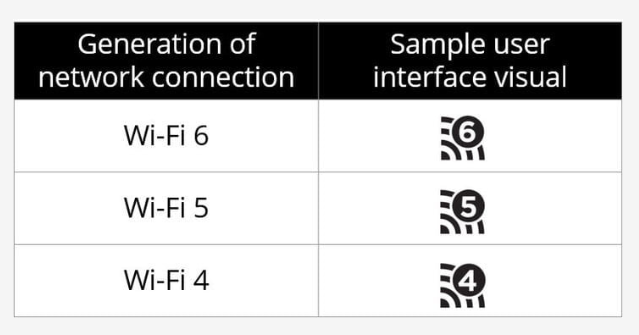 Generation of
network connection
Sample user
interface visual
Wi-Fi 6
6
Wi-Fi 5
5
Wi-Fi 4
4